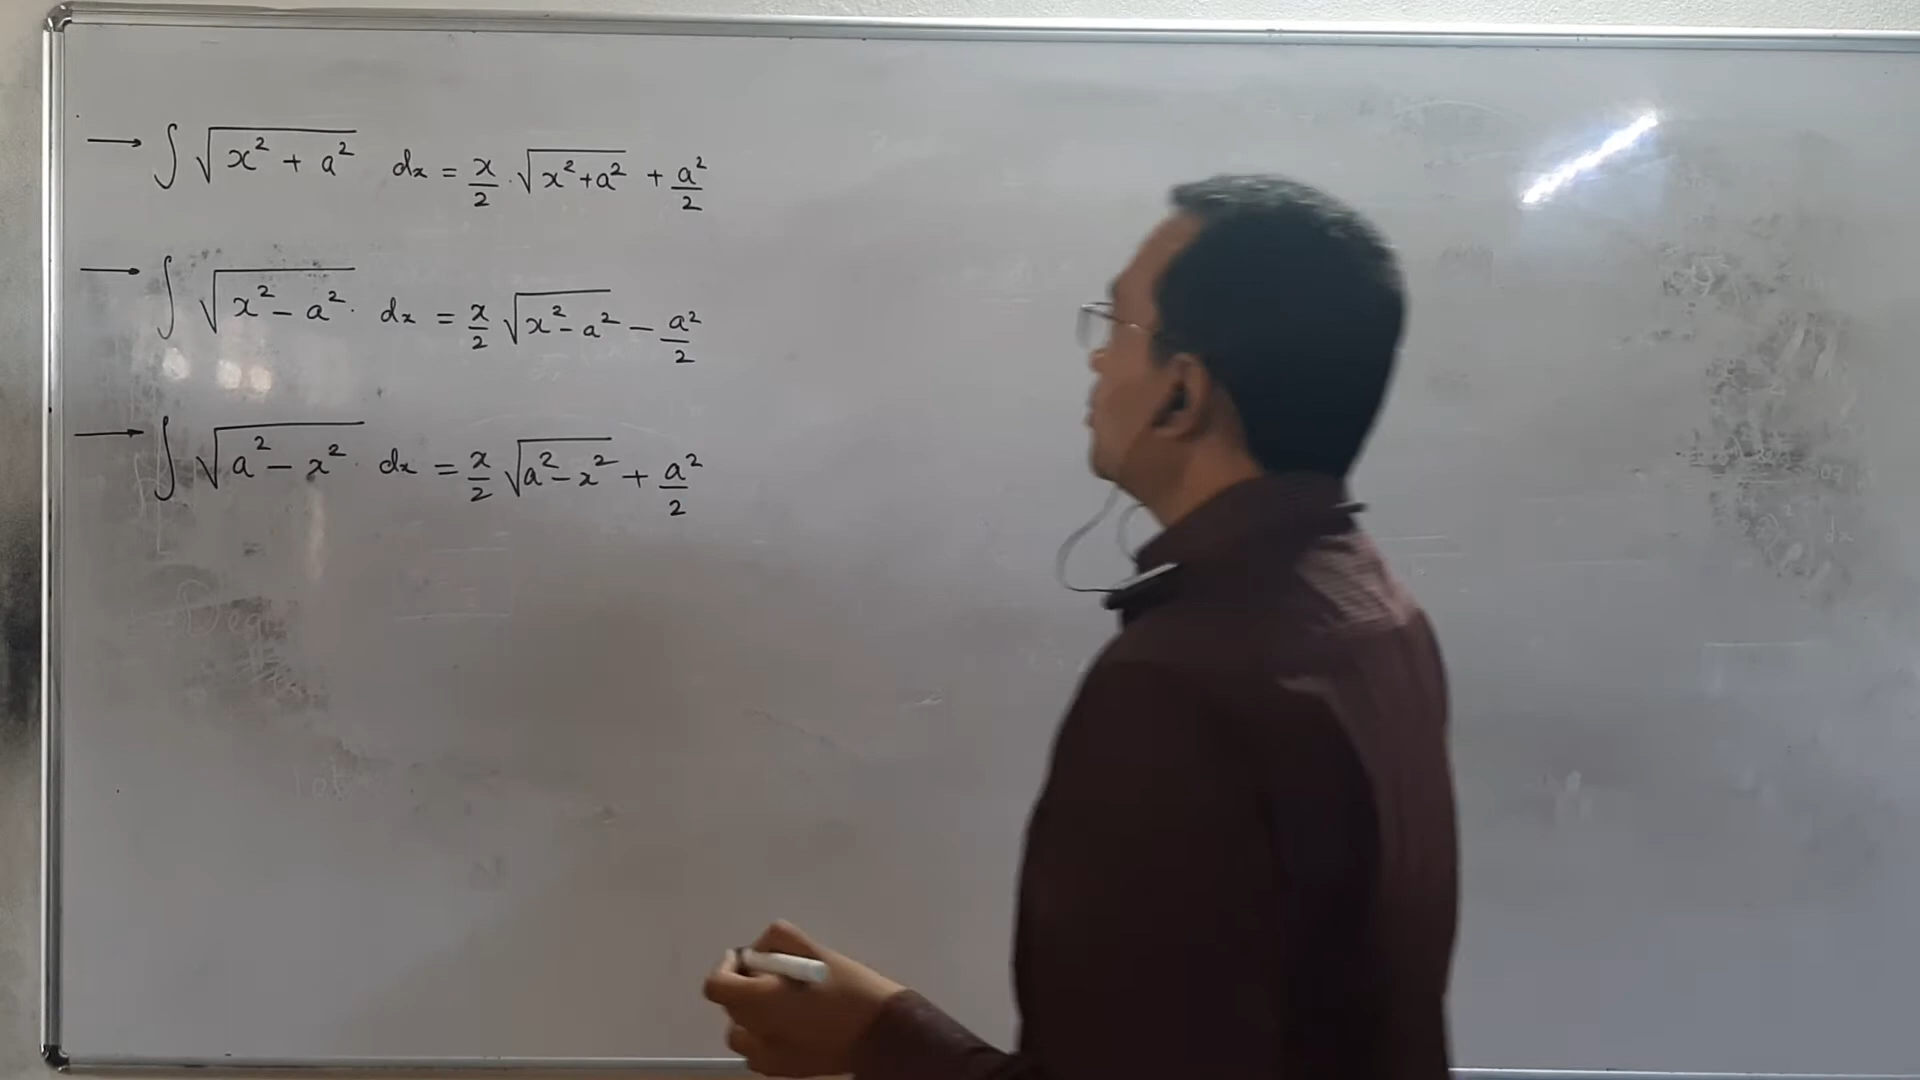 → ∫ √(x² + a²) dx = x/2 · √(x²+a²) + a²/2
→ ∫ √(x² - a²) · dx = x/2 √(x² - a²) - a²/2
→ ∫ √(a² - x²) · dx = x/2 √(a² - x²) + a²/2